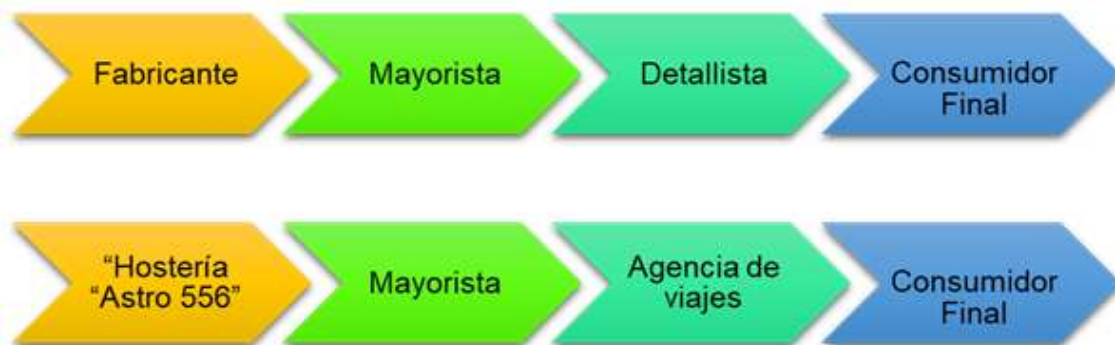 Fabricante
Mayorista
Detallista
Consumidor
Final
“Hostería
“Astro 556”
Mayorista
Agencia de
viajes
Consumidor
Final